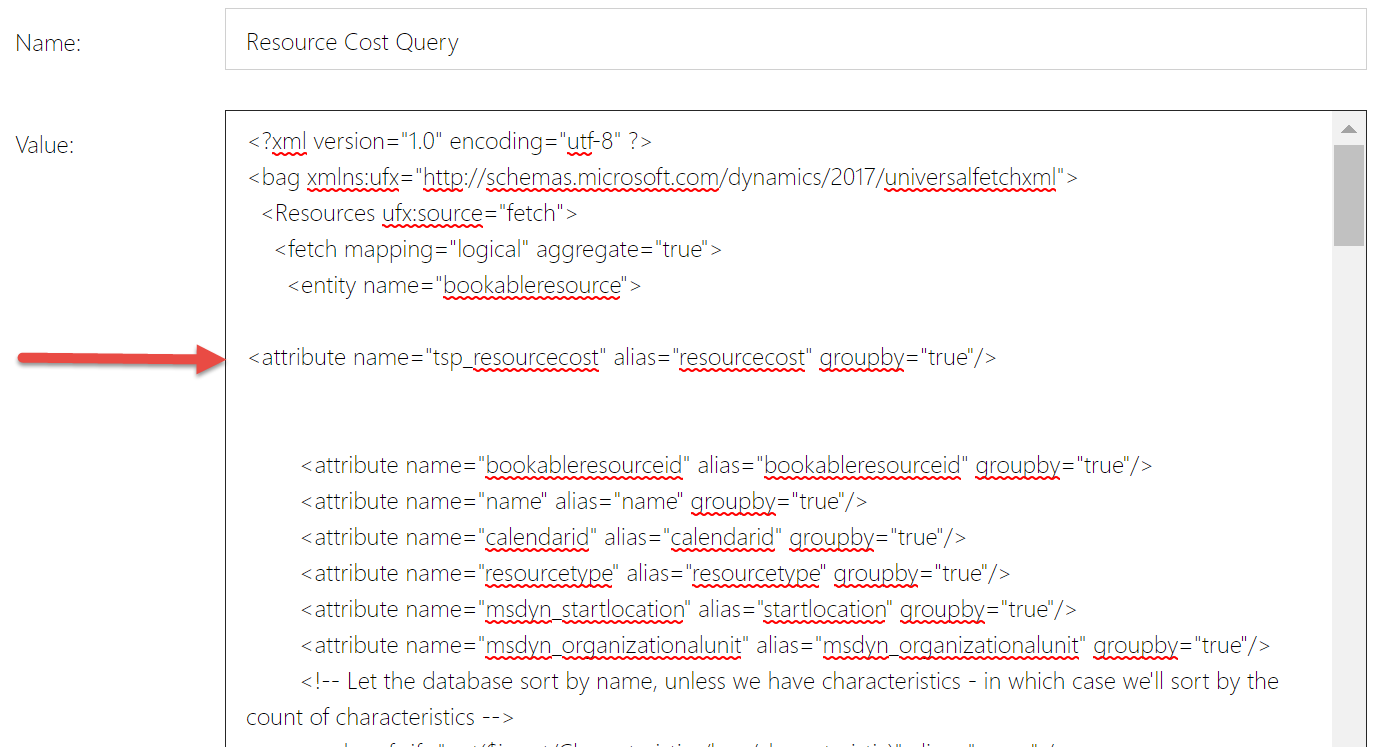 Name:
Resource Cost Query
Value:
<?xml version="1.0" encoding="utf-8" ?>
<bag xmlns:ufx="http://schemas.microsoft.com/dynamics/2017/universalfetchxml">
<Resources ufx:source="fetch">
<fetch mapping="logical" aggregate="true">
<entity name="bookableresource">
<attribute name="tsp_resourcecost" alias="resourcecost" groupby="true"/>
<attribute name="bookableresourceid" alias="bookableresourceid" groupby="true"/>
<attribute name="name" alias="name" groupby="true"/>
<attribute name="calendarid" alias="calendarid" groupby="true"/>
<attribute name="resourcetype" alias="resourcetype" groupby="true"/>
<attribute name="msdyn_startlocation" alias="startlocation" groupby="true"/>
<attribute name="msdyn_organizationalunit" alias="msdyn_organizationalunit" groupby="true"/>
<!-- Let the database sort by name, unless we have characteristics - in which case we'll sort by the
count of characteristics -->